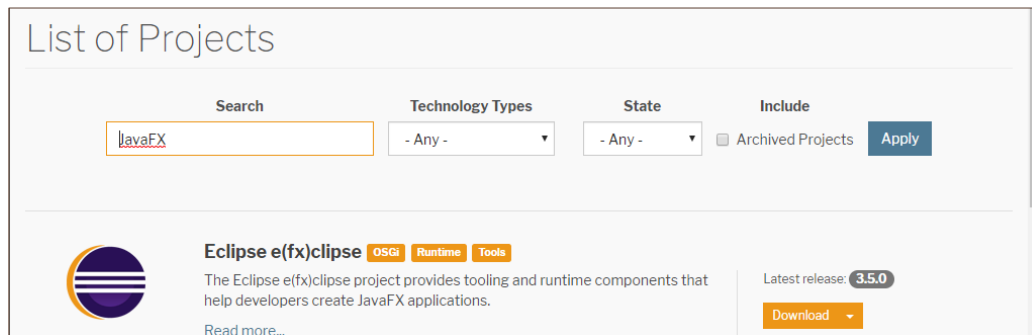 List of Projects
Search Technology Types State Include
JavaFX - Any - - Any - Archived Projects Apply
Eclipse e(fx)clipse OSGi Runtime Tools
The Eclipse e(fx)clipse project provides tooling and runtime components that
help developers create JavaFX applications.
Read more...
Latest release: 3.5.0
Download